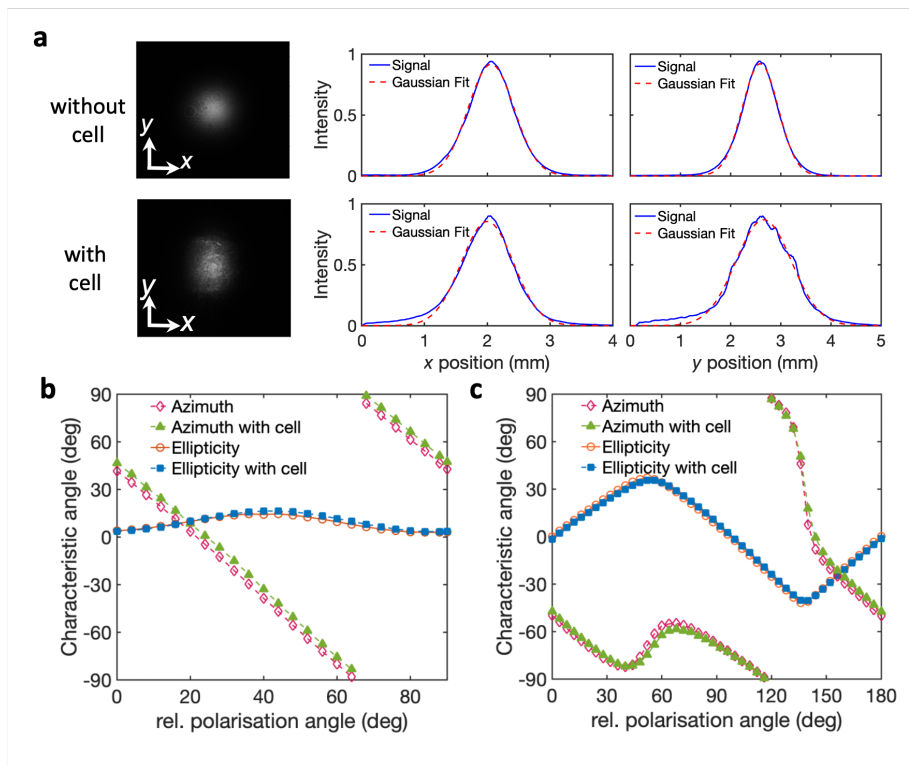 a
without
cell
y
x
1
0.5
0
Intensity
Signal
Gaussian Fit
Signal
Gaussian Fit
with
cell
y
x
1
0.5
0
Intensity
Signal
Gaussian Fit
Signal
Gaussian Fit
0 1 2 3 4
0 1 2 3 4 5
x position (mm)
y position (mm)
b
90
60
30
0
-30
-60
-90
Characteristic angle (deg)
Azimuth
Azimuth with cell
Ellipticity
Ellipticity with cell
0 20 40 60 80
rel. polarisation angle (deg)
c
90
60
30
0
-30
-60
-90
Characteristic angle (deg)
Azimuth
Azimuth with cell
Ellipticity
Ellipticity with cell
0 30 60 90 120 150 180
rel. polarisation angle (deg)